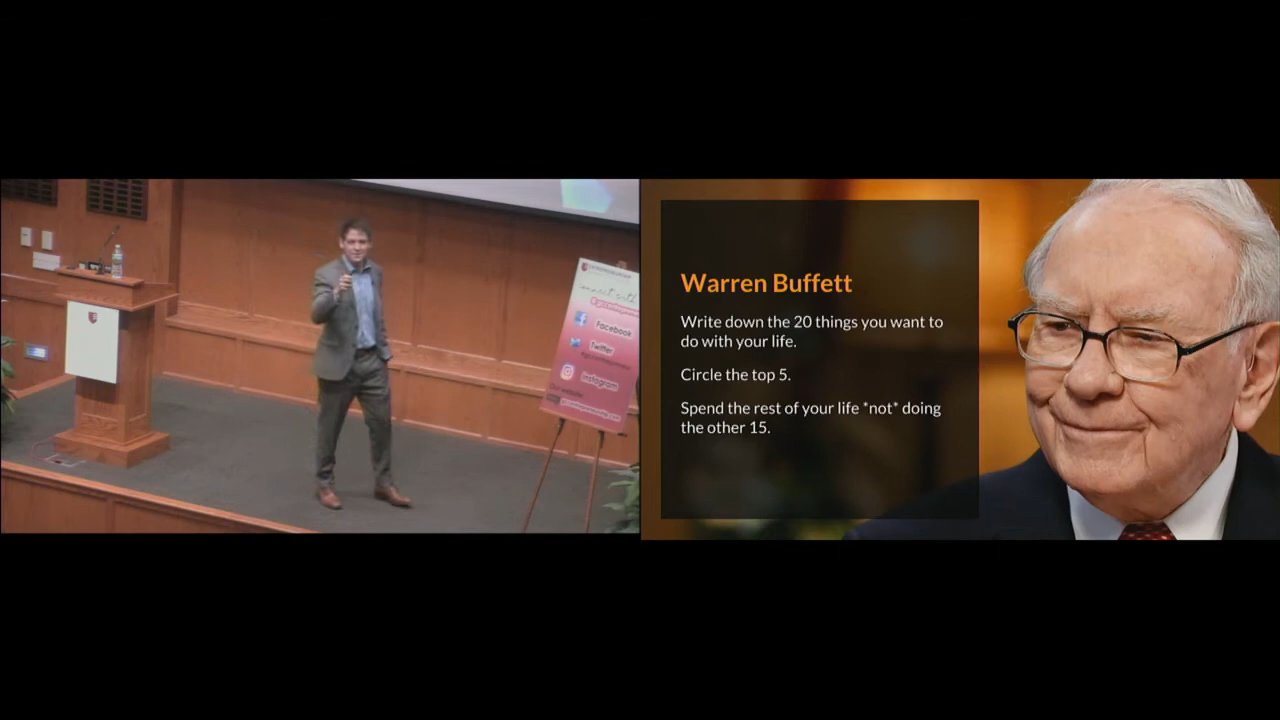 Facebook
Twitter
Instagram
Warren Buffett
Write down the 20 things you want to
do with your life.
Circle the top 5.
Spend the rest of your life *not* doing
the other 15.